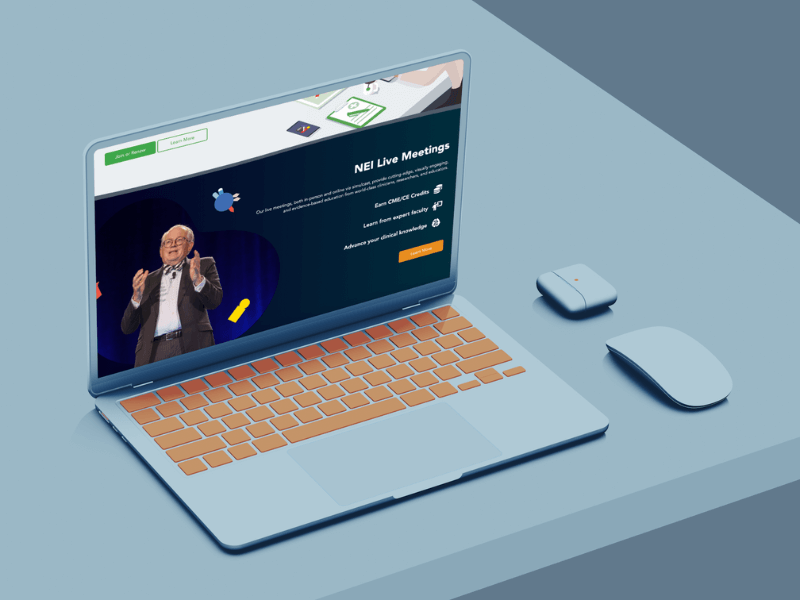 Join or Renew
Learn More
NEI Live Meetings
Our live meetings, both in-person and online via simulcast, provide cutting-edge, visually-engaging,
and evidence-based education from world-class clinicians, researchers, and educators.
Earn CME/CE Credits
Learn from expert faculty
Advance your clinical knowledge
Learn More